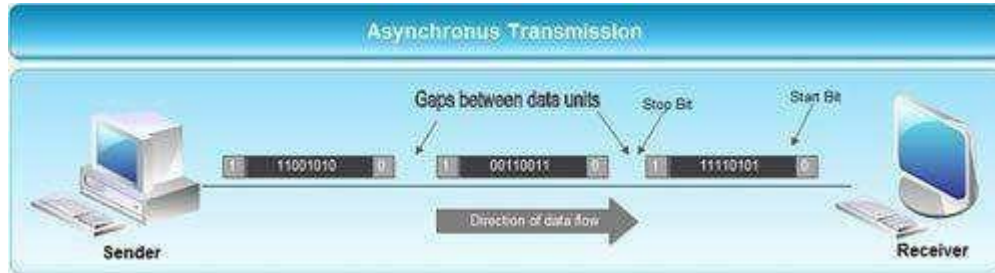 Asynchronus Transmission
Gaps between data units
Stop Bit
Start Bit
1 11001010 0
1 00110011 0
1 11110101 0
Direction of data flow
Sender
Receiver